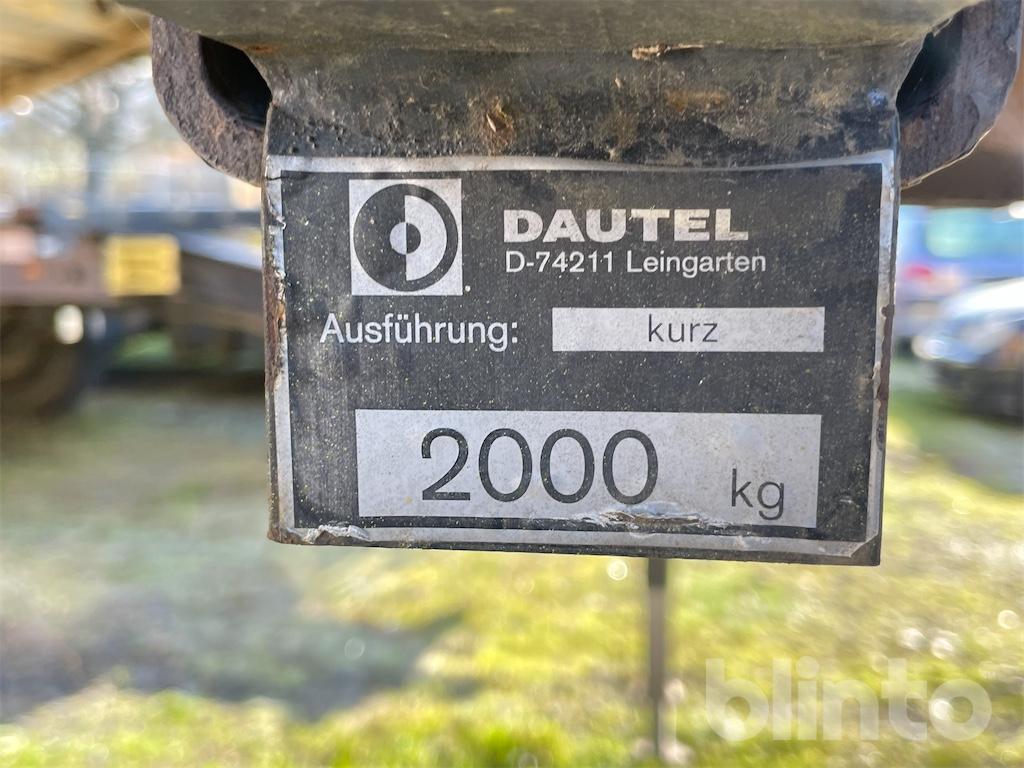 DAUTEL
D-74211 Leingarten
Ausführung: kurz
2000 kg
blinto